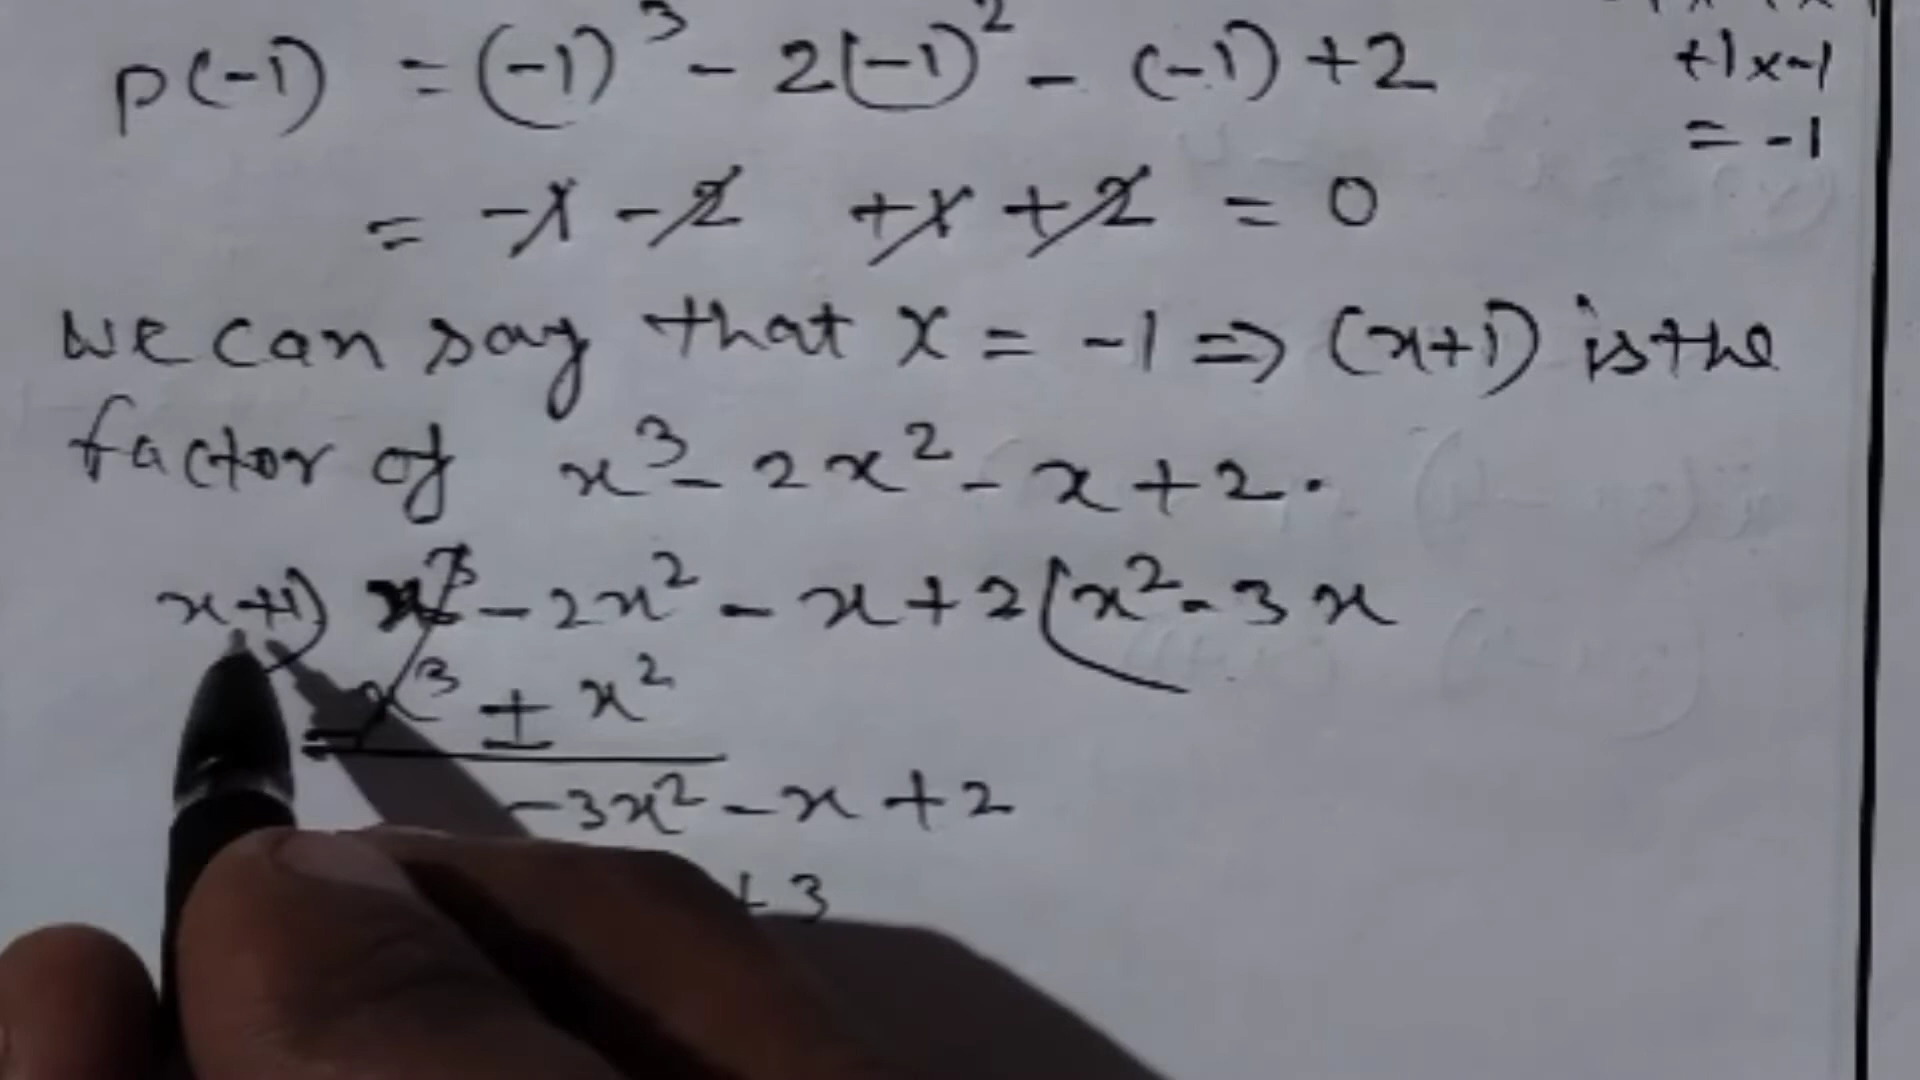 p(-1) = (-1)³ - 2(-1)² - (-1) + 2
+1x-1
= -1
= -1 - 2 +1 + 2 = 0
we can say that x = -1 ⇒ (x+1) is the
factor of x³ - 2x² - x + 2.
x+1) x³ - 2x² - x + 2 (x² - 3x
x³ ± x²
-3x² - x + 2
+ 3